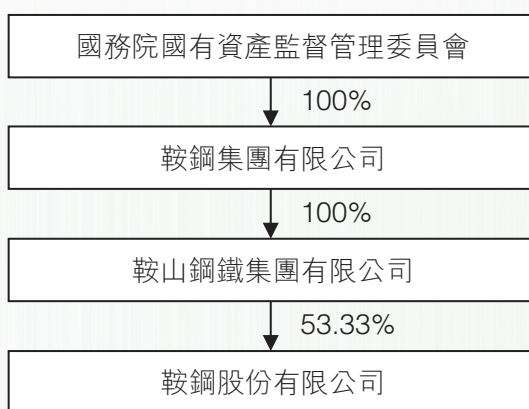 國務院國有資產監督管理委員會
100%
鞍鋼集團有限公司
100%
鞍山鋼鐵集團有限公司
53.33%
鞍鋼股份有限公司